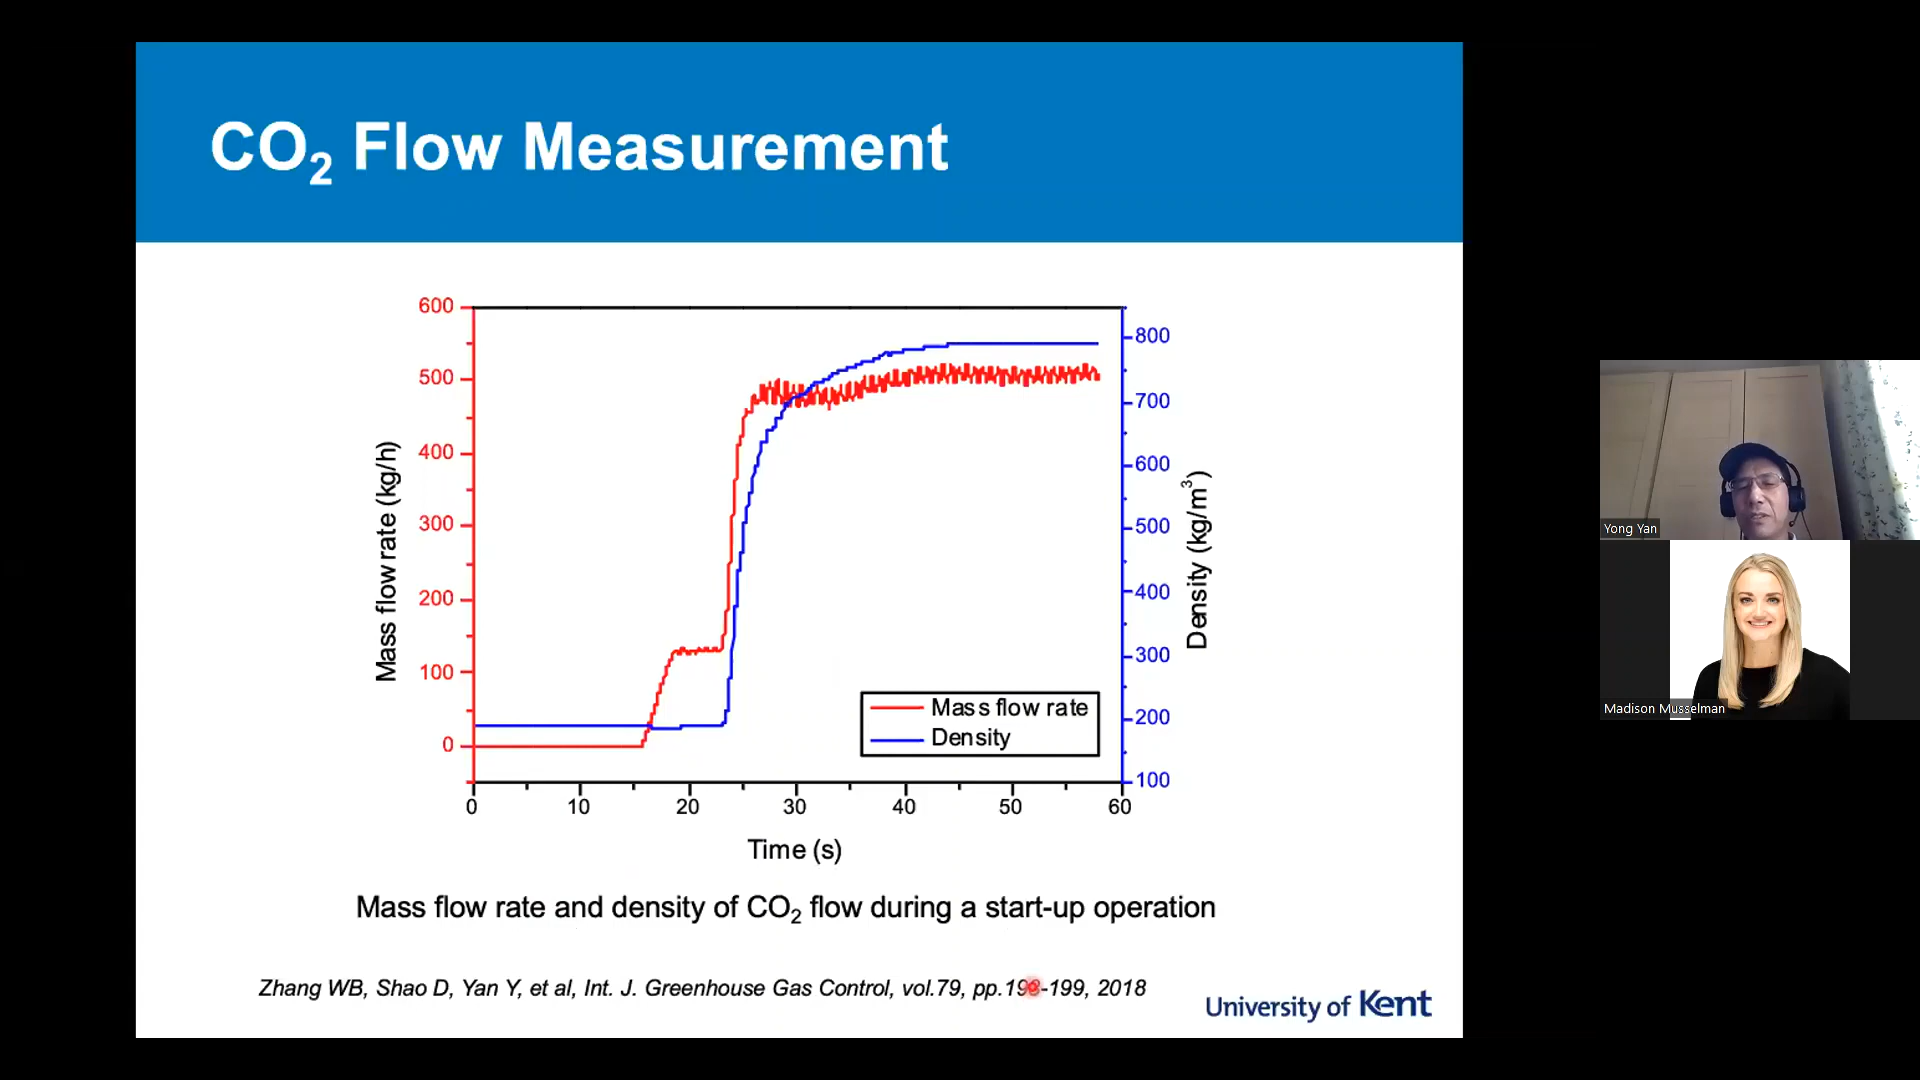 CO₂ Flow Measurement
600
500
400
300
200
100
0
Mass flow rate (kg/h)
800
700
600
500
400
300
200
100
Density (kg/m³)
Mass flow rate
Density
0 10 20 30 40 50 60
Time (s)
Mass flow rate and density of CO₂ flow during a start-up operation
Zhang WB, Shao D, Yan Y, et al, Int. J. Greenhouse Gas Control, vol.79, -199, 2018
University of Kent
Yong Yan
Madison Musselman